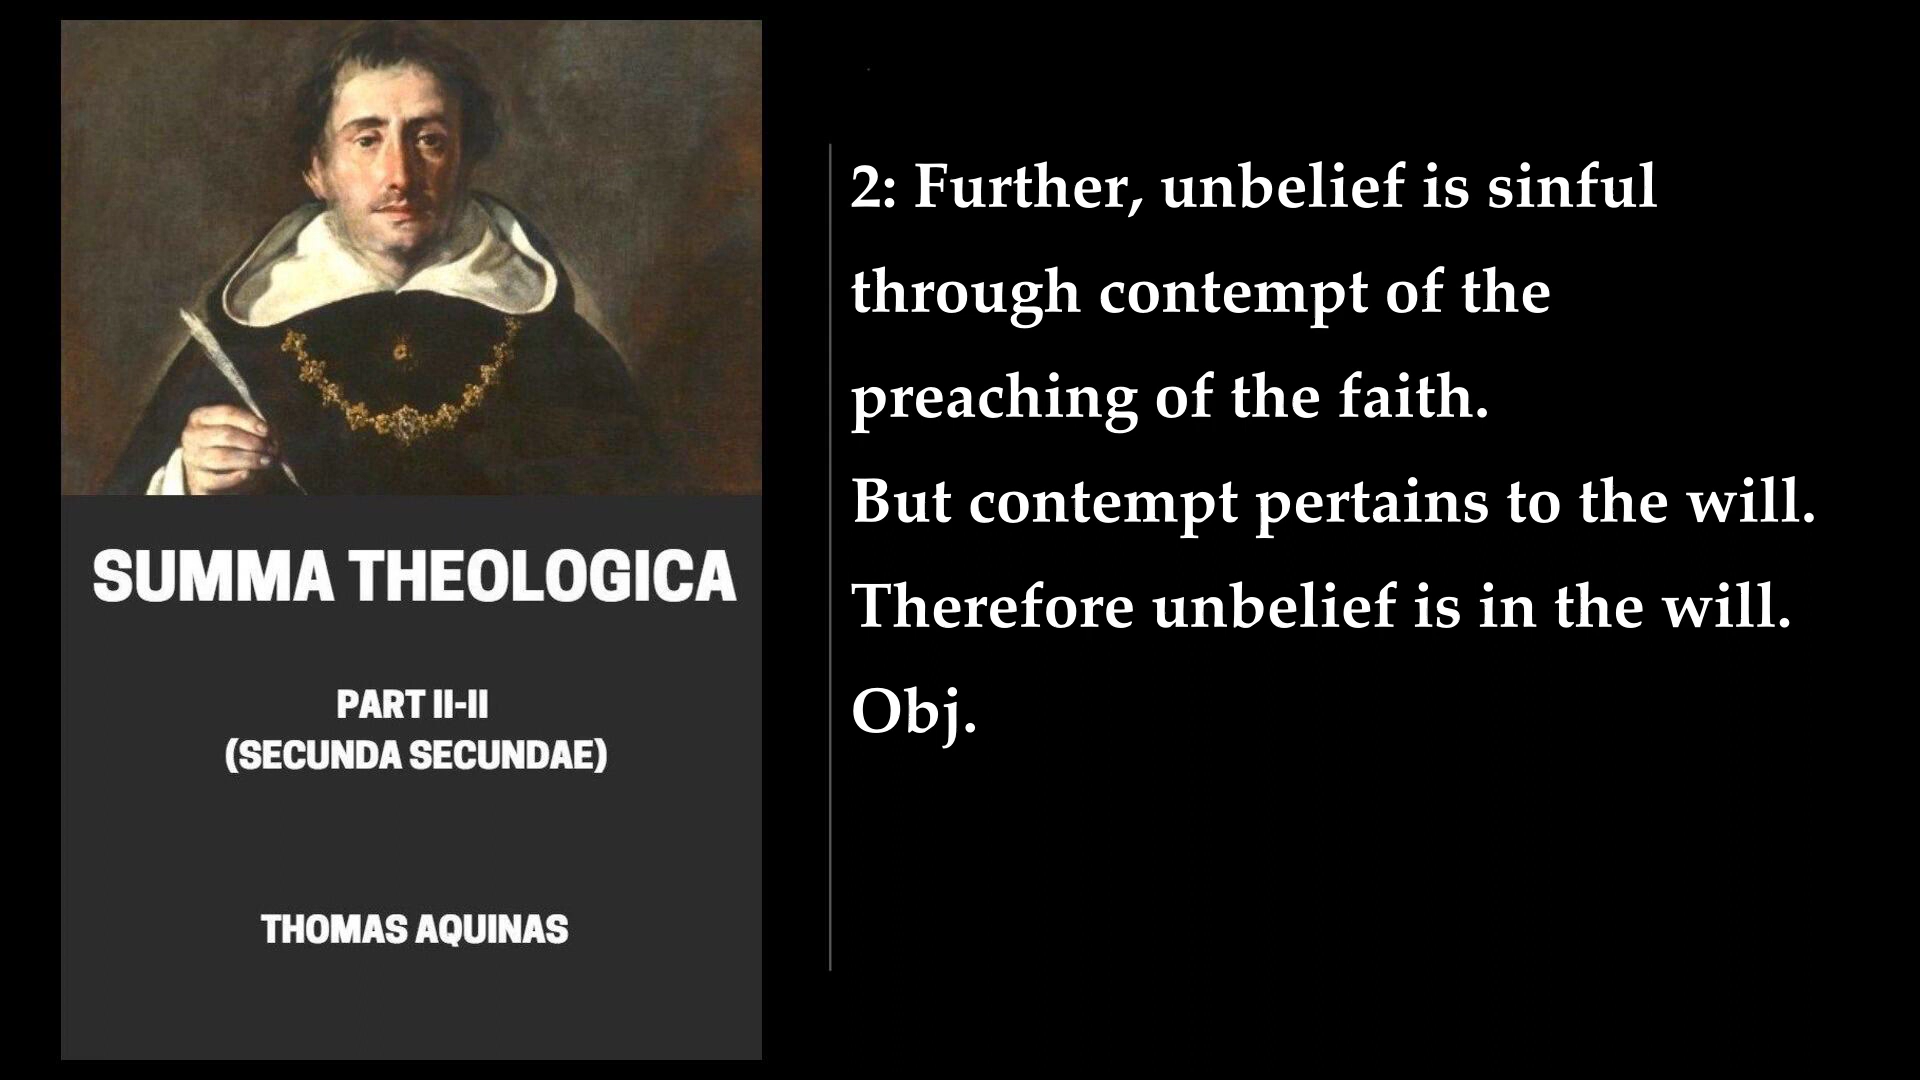 SUMMA THEOLOGICA
PART II-II
(SECUNDA SECUNDAE)
THOMAS AQUINAS
2: Further, unbelief is sinful
through contempt of the
preaching of the faith.
But contempt pertains to the will.
Therefore unbelief is in the will.
Obj.